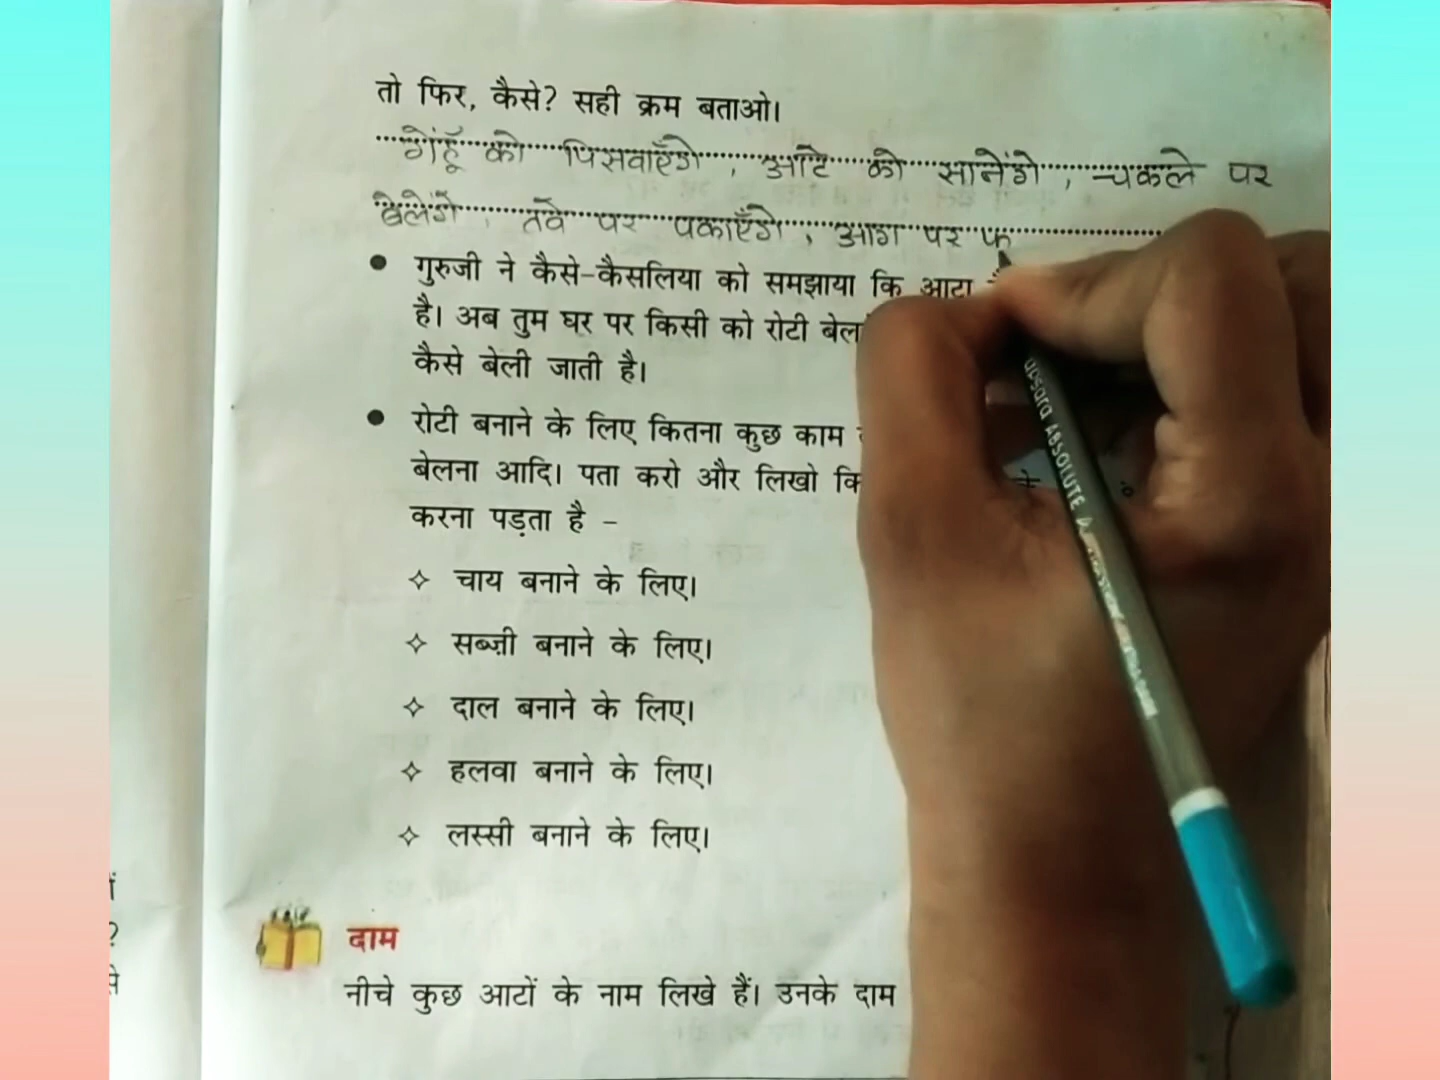 तो फिर, कैसे? सही क्रम बताओ।
गेंहूँ को पिसवाएँगे, आटे को सानेंगे, चकले पर
बेलेंगे, तवे पर पकाएँगे, आग पर फ
गुरुजी ने कैसे-कैसलिया को समझाया कि आटा
है। अब तुम घर पर किसी को रोटी बेल
कैसे बेली जाती है।
रोटी बनाने के लिए कितना कुछ काम
बेलना आदि। पता करो और लिखो कि
करना पड़ता है –
चाय बनाने के लिए।
सब्ज़ी बनाने के लिए।
दाल बनाने के लिए।
हलवा बनाने के लिए।
लस्सी बनाने के लिए।
दाम
नीचे कुछ आटों के नाम लिखे हैं। उनके दाम
apsara ABSOLUTE